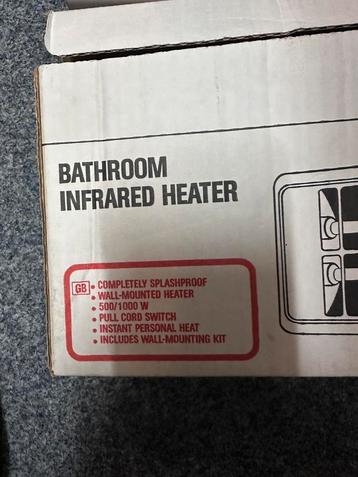 BATHROOM
INFRARED HEATER
GB • COMPLETELY SPLASHPROOF
• WALL-MOUNTED HEATER
• 500/1000 W
• PULL CORD SWITCH
• INSTANT PERSONAL HEAT
• INCLUDES WALL-MOUNTING KIT